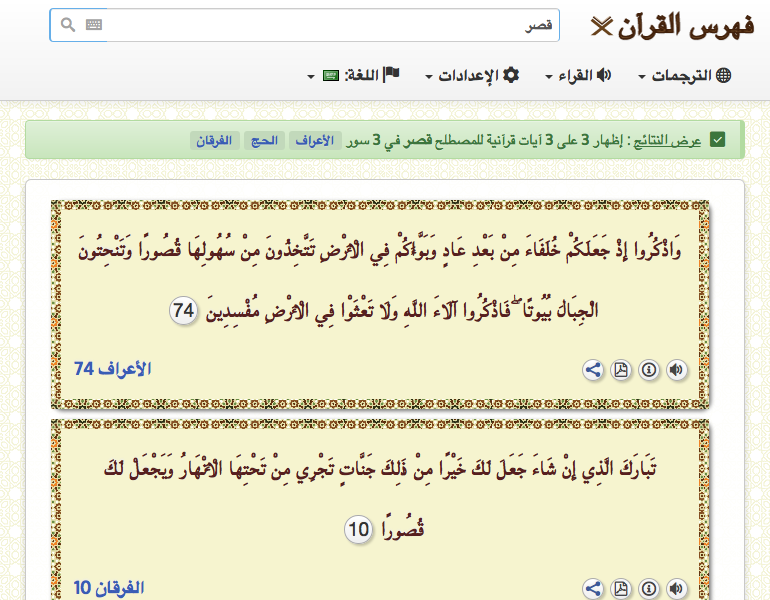 فهرس القرآن
قصر
الترجمات
القراء
الإعدادات
اللغة:
عرض النتائج : إظهار 3 على 3 آيات قرآنية للمصطلح قصر في 3 سور الأعراف الحج الفرقان
وَاذْكُرُوا إِذْ جَعَلَكُمْ خُلَفَاءَ مِنْ بَعْدِ عَادٍ وَبَوَّأَكُمْ فِي الْأَرْضِ تَتَّخِذُونَ مِنْ سُهُولِهَا قُصُورًا وَتَنْحِتُونَ
الْجِبَالَ بُيُوتًا ۖ فَاذْكُرُوا آلَاءَ اللَّهِ وَلَا تَعْثَوْا فِي الْأَرْضِ مُفْسِدِينَ 74
الأعراف 74
تَبَارَكَ الَّذِي إِنْ شَاءَ جَعَلَ لَكَ خَيْرًا مِنْ ذَلِكَ جَنَّاتٍ تَجْرِي مِنْ تَحْتِهَا الْأَنْهَارُ وَيَجْعَلْ لَكَ
قُصُورًا 10
الفرقان 10